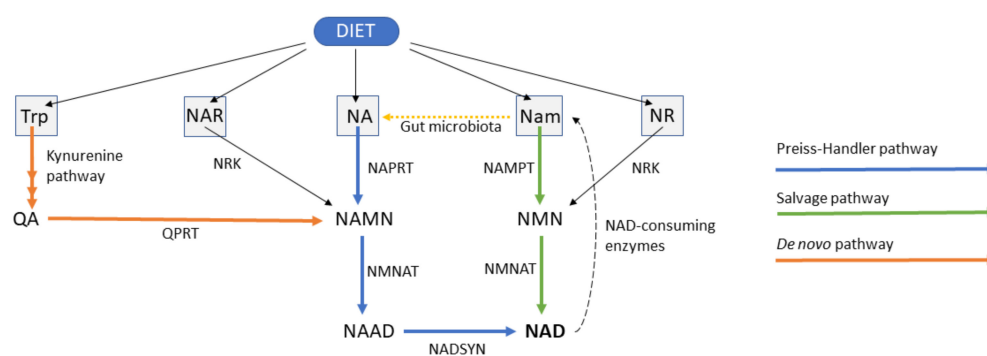 DIET
Trp
NAR
NA
Nam
NR
Gut microbiota
Kynurenine
pathway
NRK
NAPRT
NAMPT
NRK
Preiss-Handler pathway
Salvage pathway
De novo pathway
QA
QPRT
NAMN
NMN
NAD-consuming
enzymes
NMNAT
NMNAT
NAAD
NADSYN
NAD